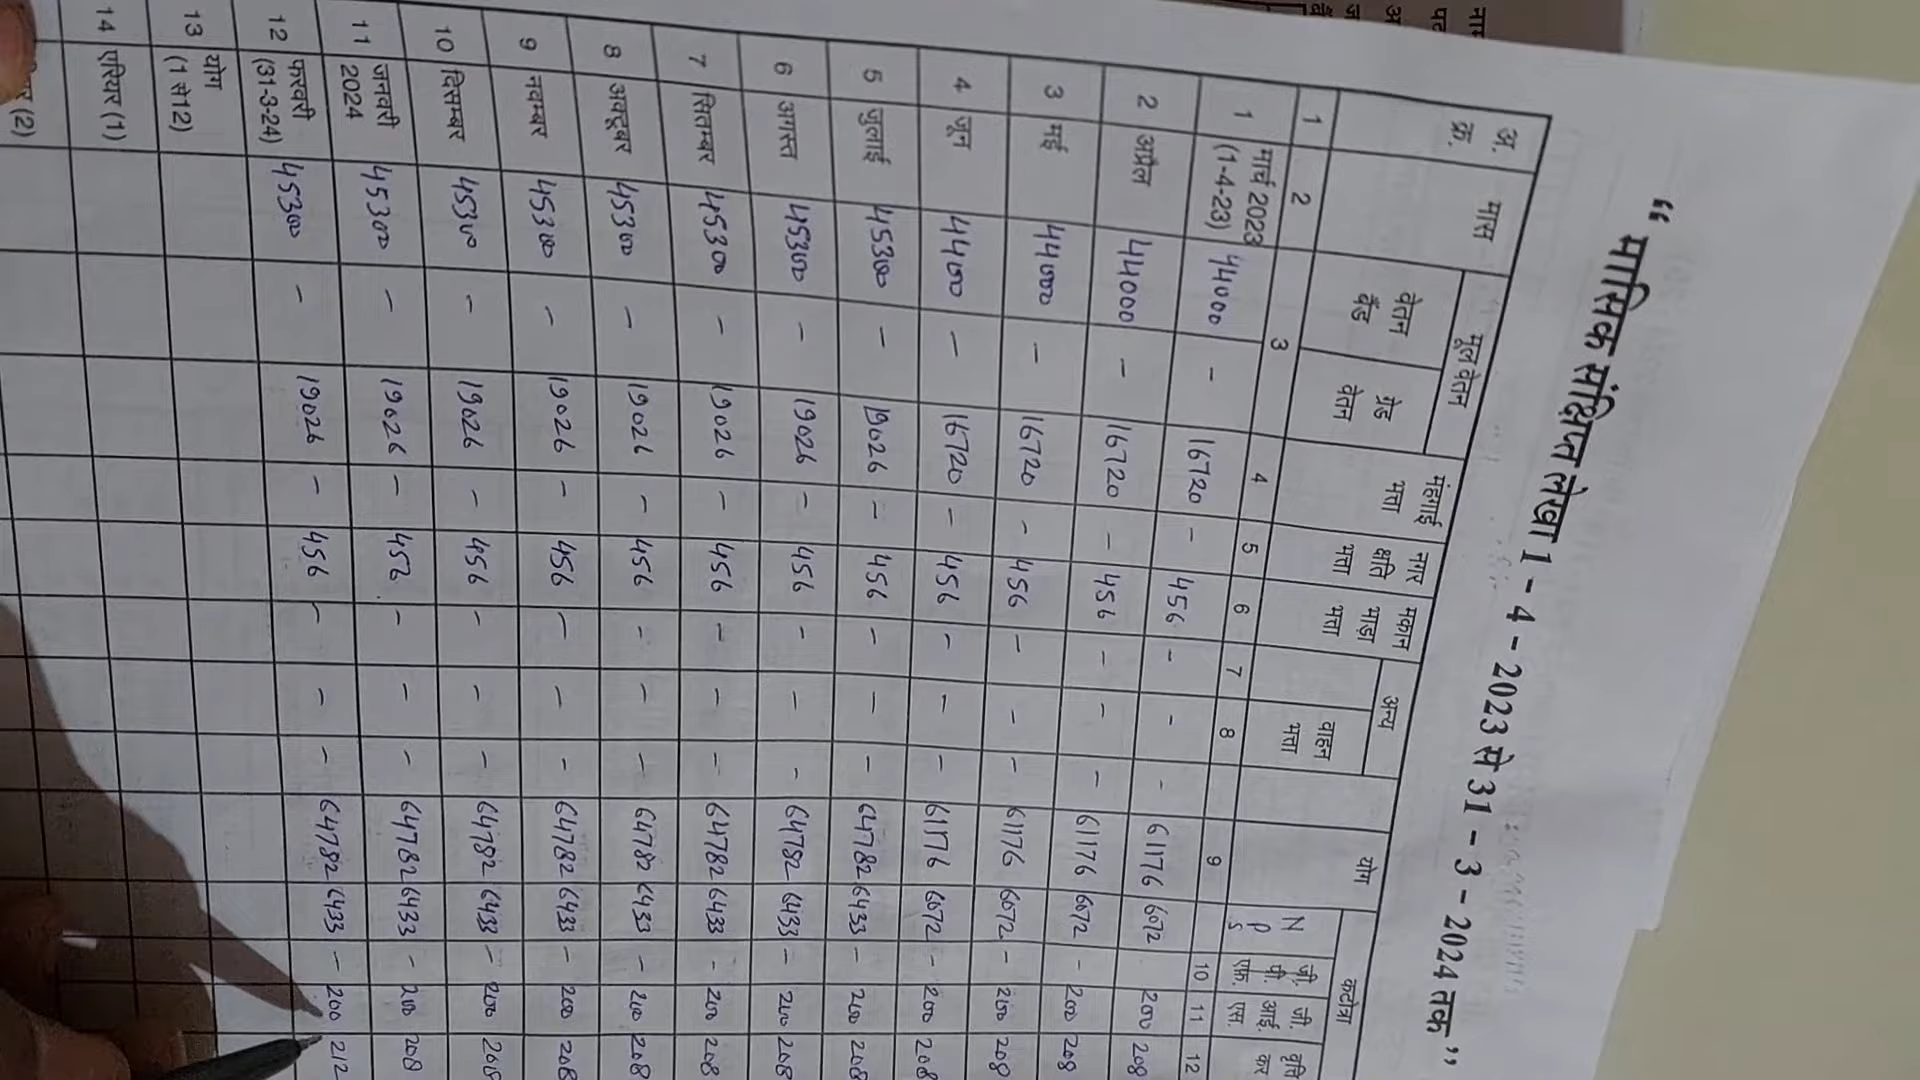 “ मासिक संक्षिप्त लेखा 1 - 4 - 2023 से 31 - 3 - 2024 तक ”
अ. क्र. मास मूल वेतन मंहगाई भत्ता नगर क्षति भत्ता मकान भाड़ा भत्ता अन्य योग कटोत्रा
वेतन बैंड ग्रेड वेतन वाहन भत्ता N P S जी. पी. एफ. जी. आई. एस. वृत्ति कर
1 2 3 4 5 6 7 8 9 10 11 12
1 मार्च 2023 (1-4-23) 44000 - 16720 - 456 - - - 61176 6072 200 208
2 अप्रैल 44000 - 16720 - 456 - - - 61176 6072 - 200 208
3 मई 44000 - 16720 - 456 - - - 61176 6072 - 200 208
4 जून 44000 - 16720 - 456 - - - 61176 6072 - 200 208
5 जुलाई 45300 - 19026 - 456 - - - 64782 6433 - 200 208
6 अगस्त 45300 - 19026 - 456 - - - 64782 6433 - 200 208
7 सितम्बर 45300 - 19026 - 456 - - - 64782 6433 - 200 208
8 अक्टूबर 45300 - 19026 - 456 - - - 64782 6433 - 200 208
9 नवम्बर 45300 - 19026 - 456 - - - 64782 6433 - 200 208
10 दिसम्बर 45300 - 19026 - 456 - - - 64782 6433 - 200 208
11 जनवरी 2024 45300 - 19026 - 456 - - - 64782 6433 - 200 208
12 फरवरी (31-3-24) 45300 - 19026 - 456 - - - 64782 6433 - 200 212
13 योग (1 से 12)
14 एरियर (1)
(2)